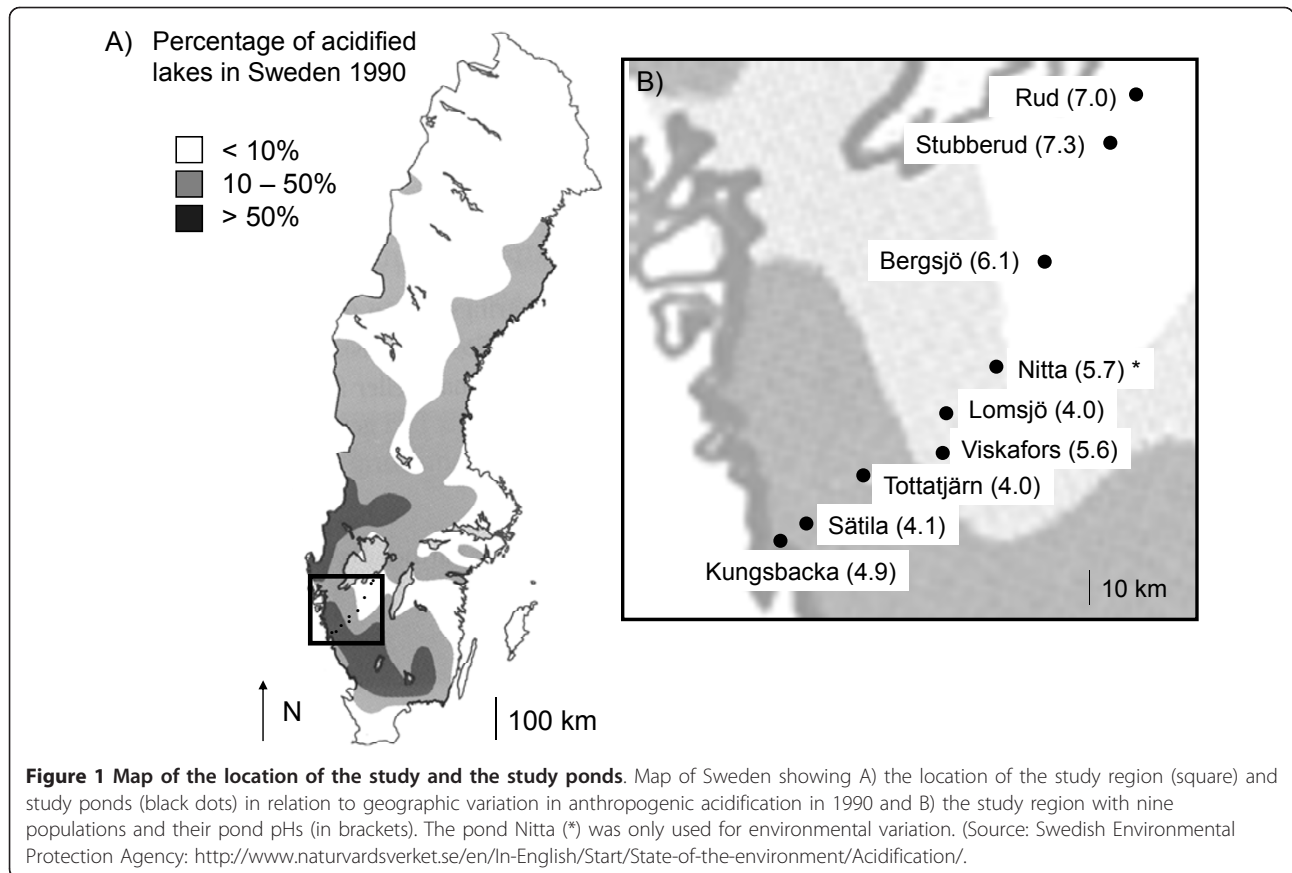 A) Percentage of acidified
lakes in Sweden 1990
< 10%
10 – 50%
> 50%
N
100 km
B)
Rud (7.0)
Stubberud (7.3)
Bergsjö (6.1)
Nitta (5.7) *
Lomsjö (4.0)
Viskafors (5.6)
Tottatjärn (4.0)
Sätila (4.1)
Kungsbacka (4.9)
10 km
Figure 1 Map of the location of the study and the study ponds. Map of Sweden showing A) the location of the study region (square) and
study ponds (black dots) in relation to geographic variation in anthropogenic acidification in 1990 and B) the study region with nine
populations and their pond pHs (in brackets). The pond Nitta (*) was only used for environmental variation. (Source: Swedish Environmental
Protection Agency: http://www.naturvardsverket.se/en/In-English/Start/State-of-the-environment/Acidification/.